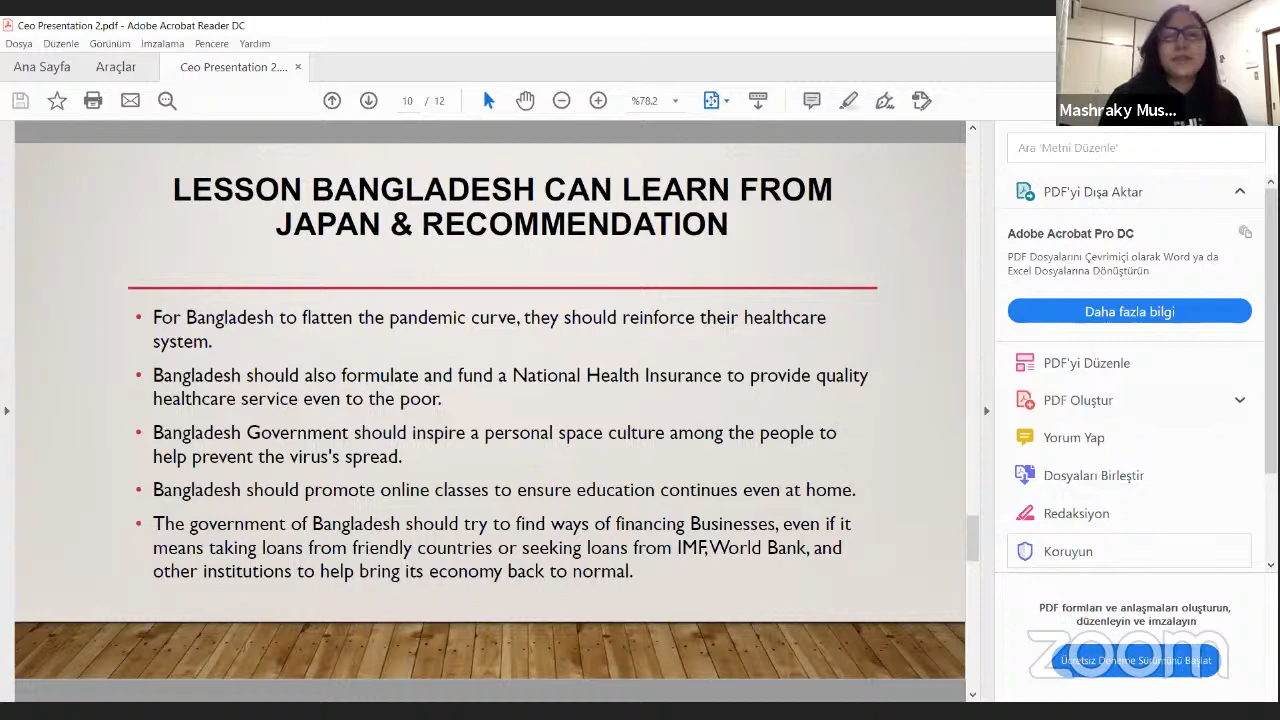 Ceo Presentation 2.pdf - Adobe Acrobat Reader DC
Dosya Düzenle Görünüm İmzalama Pencere Yardım
Ana Sayfa Araçlar Ceo Presentation 2.... ×
10 / 12 %78.2
Mashraky Mus...
LESSON BANGLADESH CAN LEARN FROM
JAPAN & RECOMMENDATION
• For Bangladesh to flatten the pandemic curve, they should reinforce their healthcare
system.
• Bangladesh should also formulate and fund a National Health Insurance to provide quality
healthcare service even to the poor.
• Bangladesh Government should inspire a personal space culture among the people to
help prevent the virus's spread.
• Bangladesh should promote online classes to ensure education continues even at home.
• The government of Bangladesh should try to find ways of financing Businesses, even if it
means taking loans from friendly countries or seeking loans from IMF, World Bank, and
other institutions to help bring its economy back to normal.
Ara 'Metni Düzenle'
PDF'yi Dışa Aktar
Adobe Acrobat Pro DC
PDF Dosyalarını Çevrimiçi olarak Word ya da
Excel Dosyalarına Dönüştürün
Daha fazla bilgi
PDF'yi Düzenle
PDF Oluştur
Yorum Yap
Dosyaları Birleştir
Redaksiyon
Koruyun
PDF formları ve anlaşmaları oluşturun,
düzenleyin ve imzalayın
Ücretsiz Deneme Sürümünü Başlat
zoom